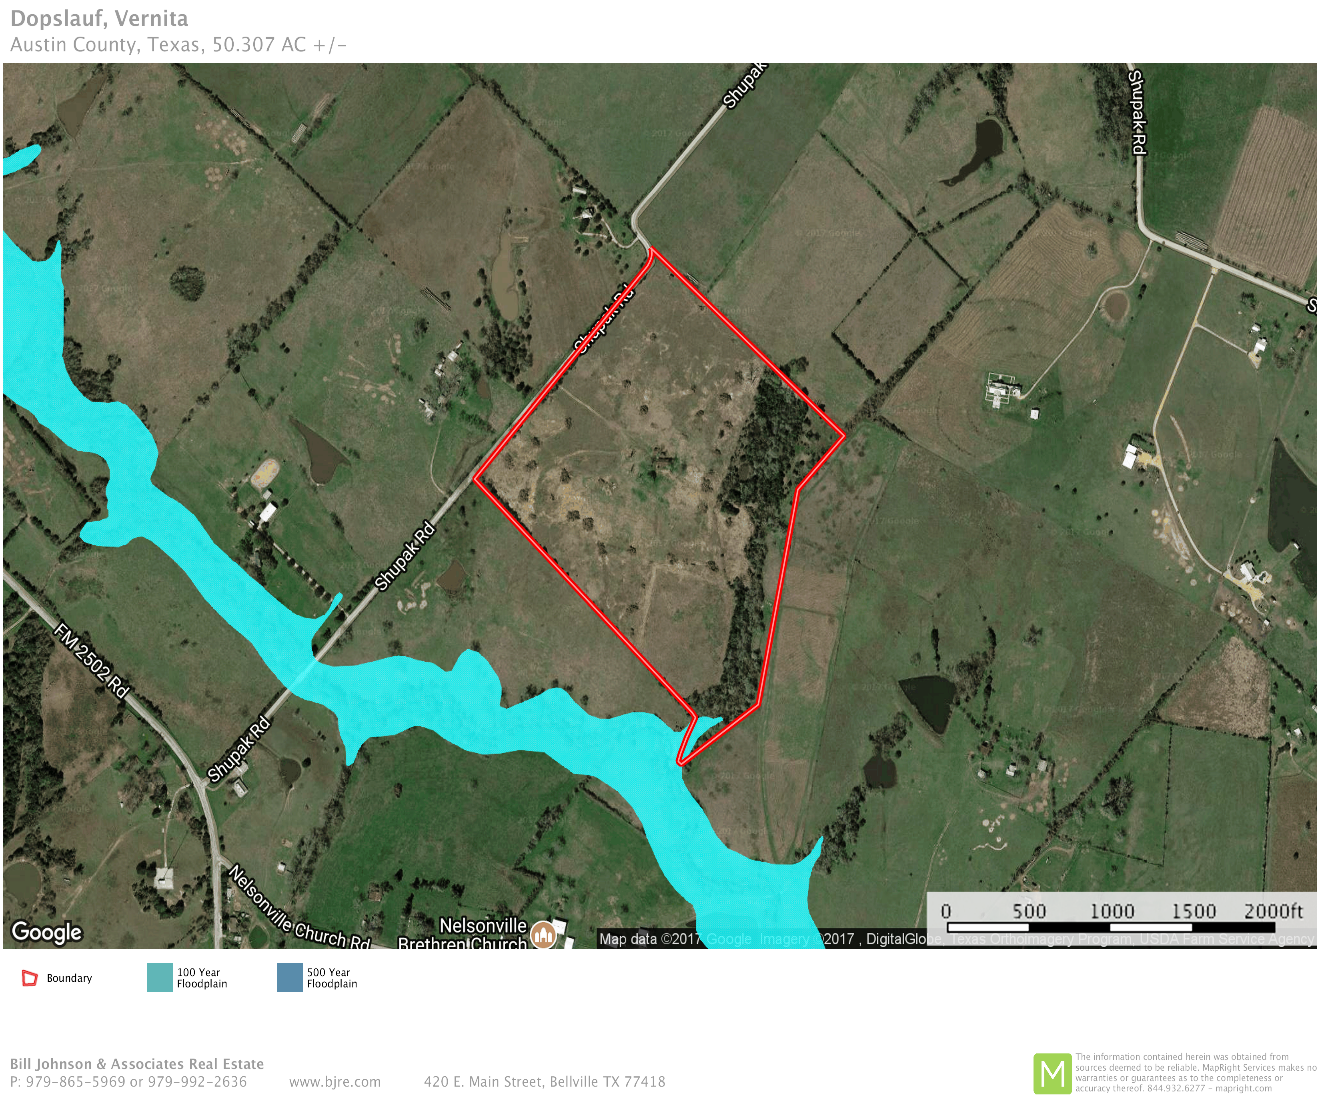 Dopslauf, Vernita
Austin County, Texas, 50.307 AC +/-
Shupak
Shupak Rd
Shupak Rd
Shupak Rd
FM 2502 Rd
Shupak Rd
Nelsonville Church Rd
Nelsonville
Brethren Church
Google
0 500 1000 1500 2000ft
Map data ©2017 Google Imagery ©2017 , DigitalGlobe, Texas Orthoimagery Program, USDA Farm Service Agency
Boundary
100 Year
Floodplain
500 Year
Floodplain
Bill Johnson & Associates Real Estate
P: 979-865-5969 or 979-992-2636 www.bjre.com 420 E. Main Street, Bellville TX 77418
M
The information contained herein was obtained from
sources deemed to be reliable. MapRight Services makes no
warranties or guarantees as to the completeness or
accuracy thereof. 844.932.6277 - mapright.com